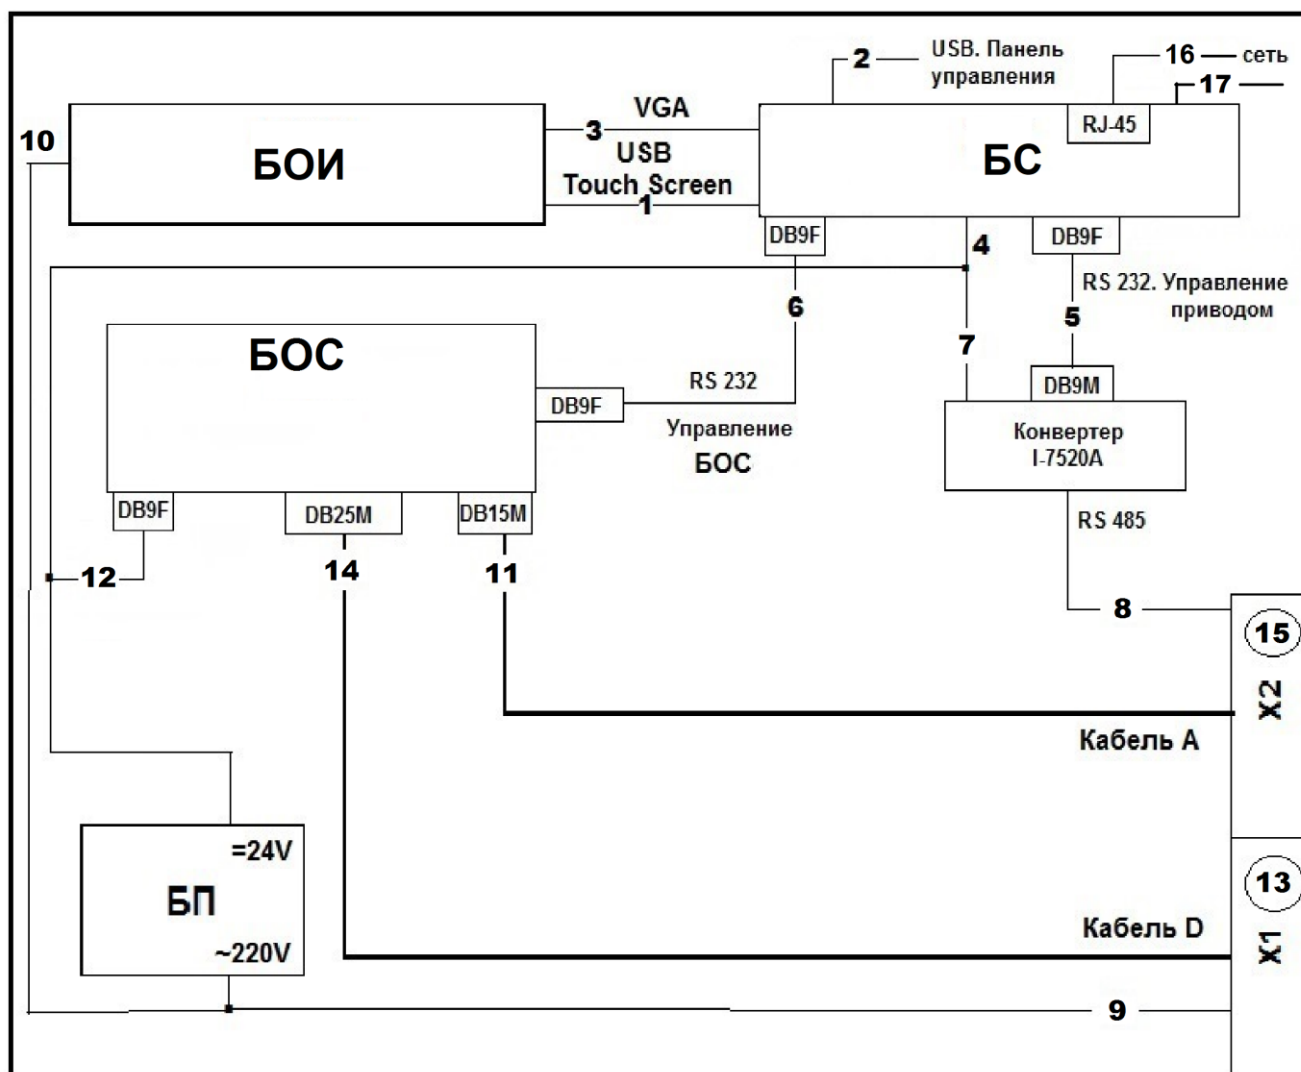 2
USB. Панель
управления
16
сеть
17
10
БОИ
VGA
3
USB
Touch Screen
1
RJ-45
БС
DB9F
4
DB9F
6
RS 232. Управление
приводом
5
7
БОС
DB9F
RS 232
Управление
БОС
DB9M
Конвертер
I-7520A
DB9F
DB25M
DB15M
RS 485
12
14
11
8
15
X2
Кабель А
=24V
БП
~220V
13
X1
Кабель D
9